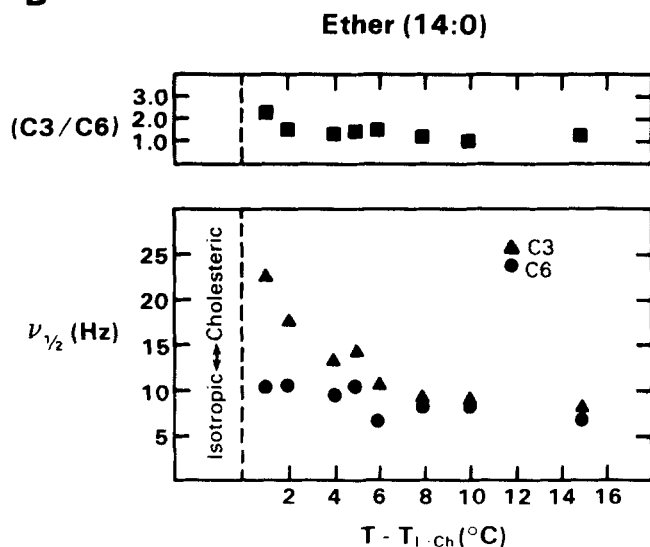 Ether (14:0)
3.0
(C3/C6) 2.0
1.0
▲ C3
● C6
25
20
ν½ (Hz)
15
10
5
Isotropic ↔ Cholesteric
2 4 6 8 10 12 14 16
T - T I-Ch (°C)